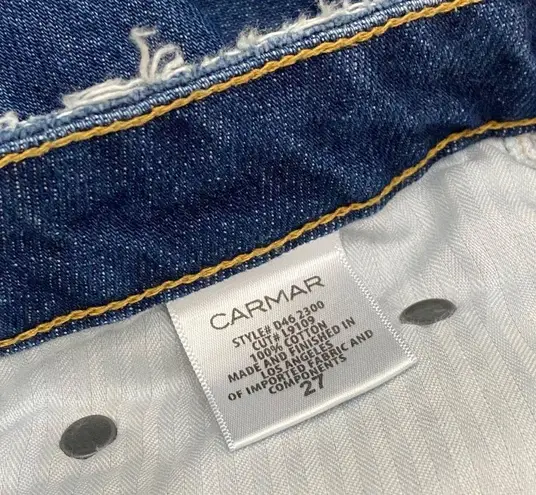 CARMAR
STYLE# D46 2300
CUT# L9109
100% COTTON
MADE AND FINISHED IN
LOS ANGELES
OF IMPORTED FABRIC AND
COMPONENTS
27